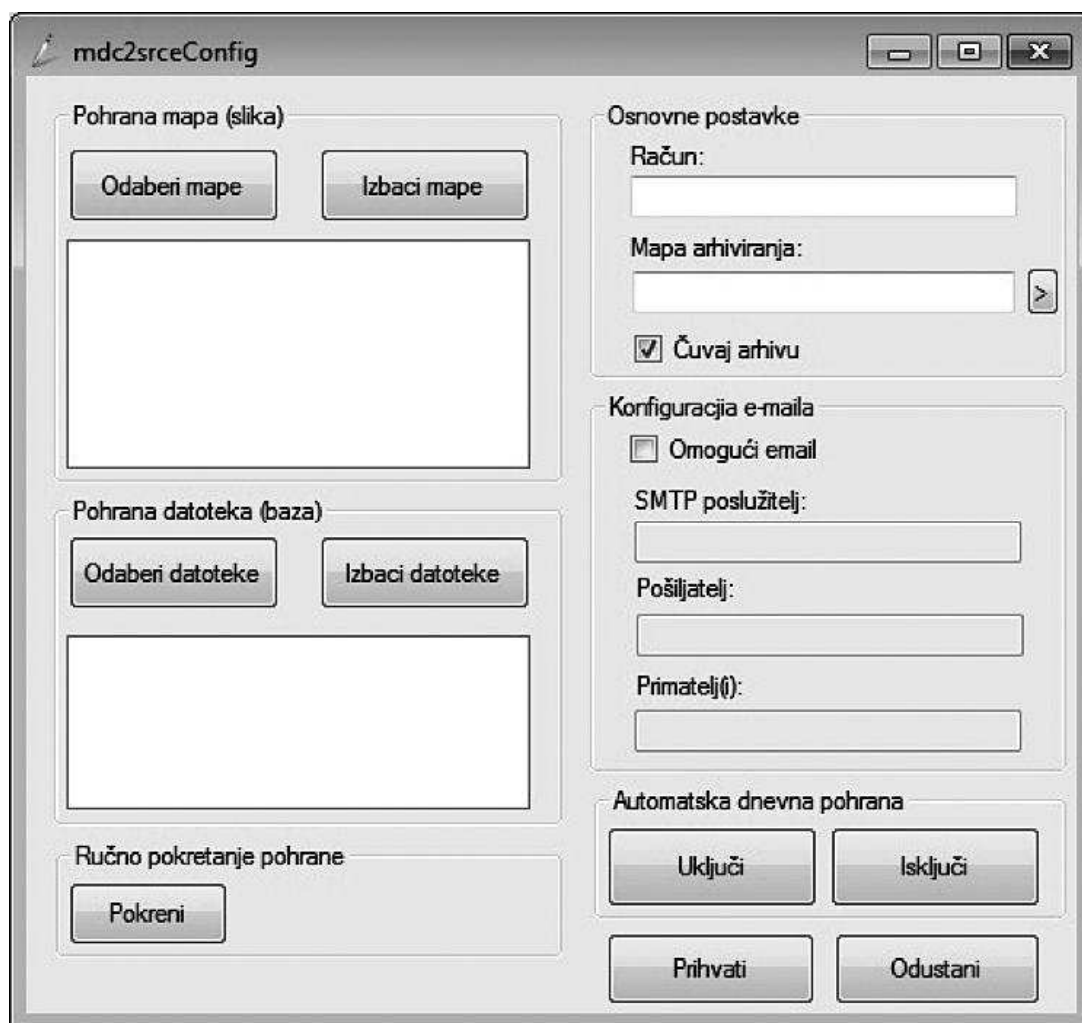 mdc2srceConfig
Pohrana mapa (slika)
Odaberi mape
Izbaci mape
Pohrana datoteka (baza)
Odaberi datoteke
Izbaci datoteke
Ručno pokretanje pohrane
Pokreni
Osnovne postavke
Račun:
Mapa arhiviranja:
>
Čuvaj arhivu
Konfiguracjia e-maila
Omogući email
SMTP poslužitelj:
Pošiljatelj:
Primatelj(i):
Automatska dnevna pohrana
Uključi
Isključi
Prihvati
Odustani